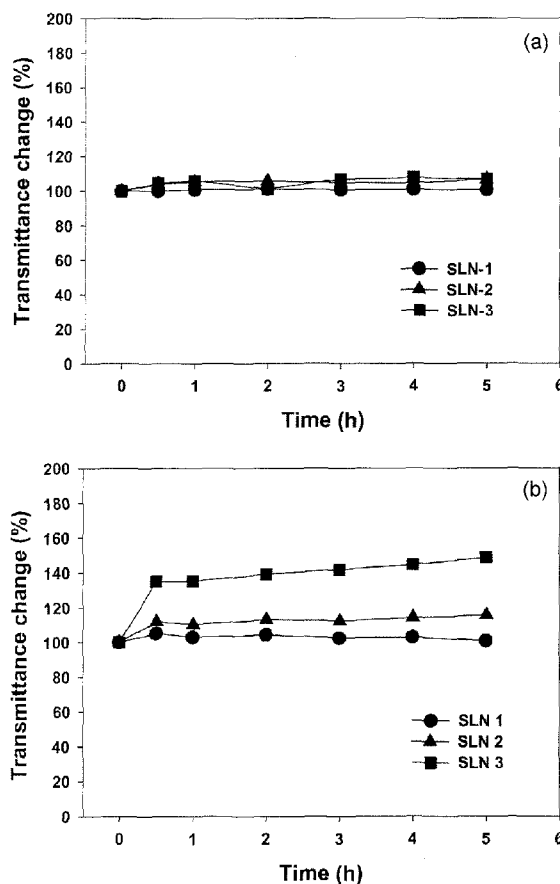 (a)
Transmittance change (%)
200
180
160
140
120
100
80
60
40
20
0
SLN-1
SLN-2
SLN-3
0 1 2 3 4 5 6
Time (h)
(b)
Transmittance change (%)
200
180
160
140
120
100
80
60
40
20
0
SLN 1
SLN 2
SLN 3
0 1 2 3 4 5 6
Time (h)